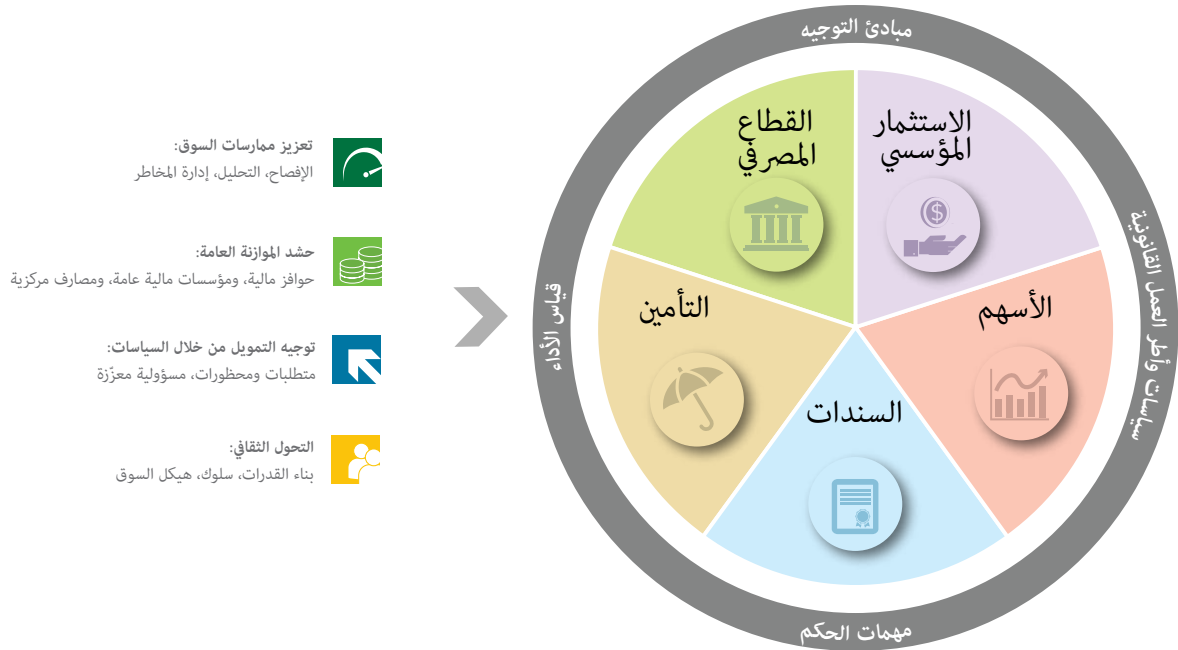 مبادئ التوجيه
القطاع
المصرفي
الاستثمار
المؤسسي
التأمين
الأسهم
السندات
سياسات وأطر العمل القانونية
قياس الأداء
مهمات الحكم
تعزيز ممارسات السوق:
الإفصاح، التحليل، إدارة المخاطر
حشد الموازنة العامة:
حوافز مالية، ومؤسسات مالية عامة، ومصارف مركزية
توجيه التمويل من خلال السياسات:
متطلبات ومحظورات، مسؤولية معزّزة
التحول الثقافي:
بناء القدرات، سلوك، هيكل السوق